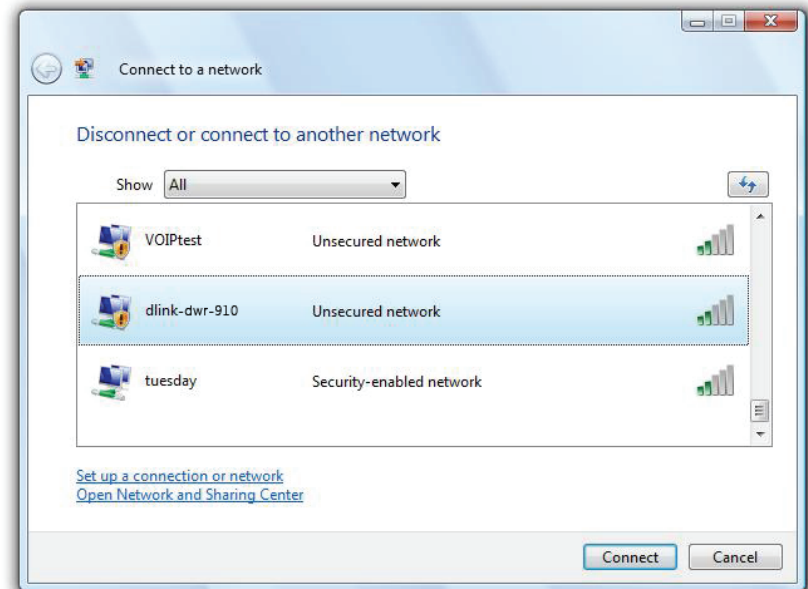 Connect to a network
Disconnect or connect to another network
Show All
VOIPtest Unsecured network
dlink-dwr-910 Unsecured network
tuesday Security-enabled network
Set up a connection or network
Open Network and Sharing Center
Connect Cancel